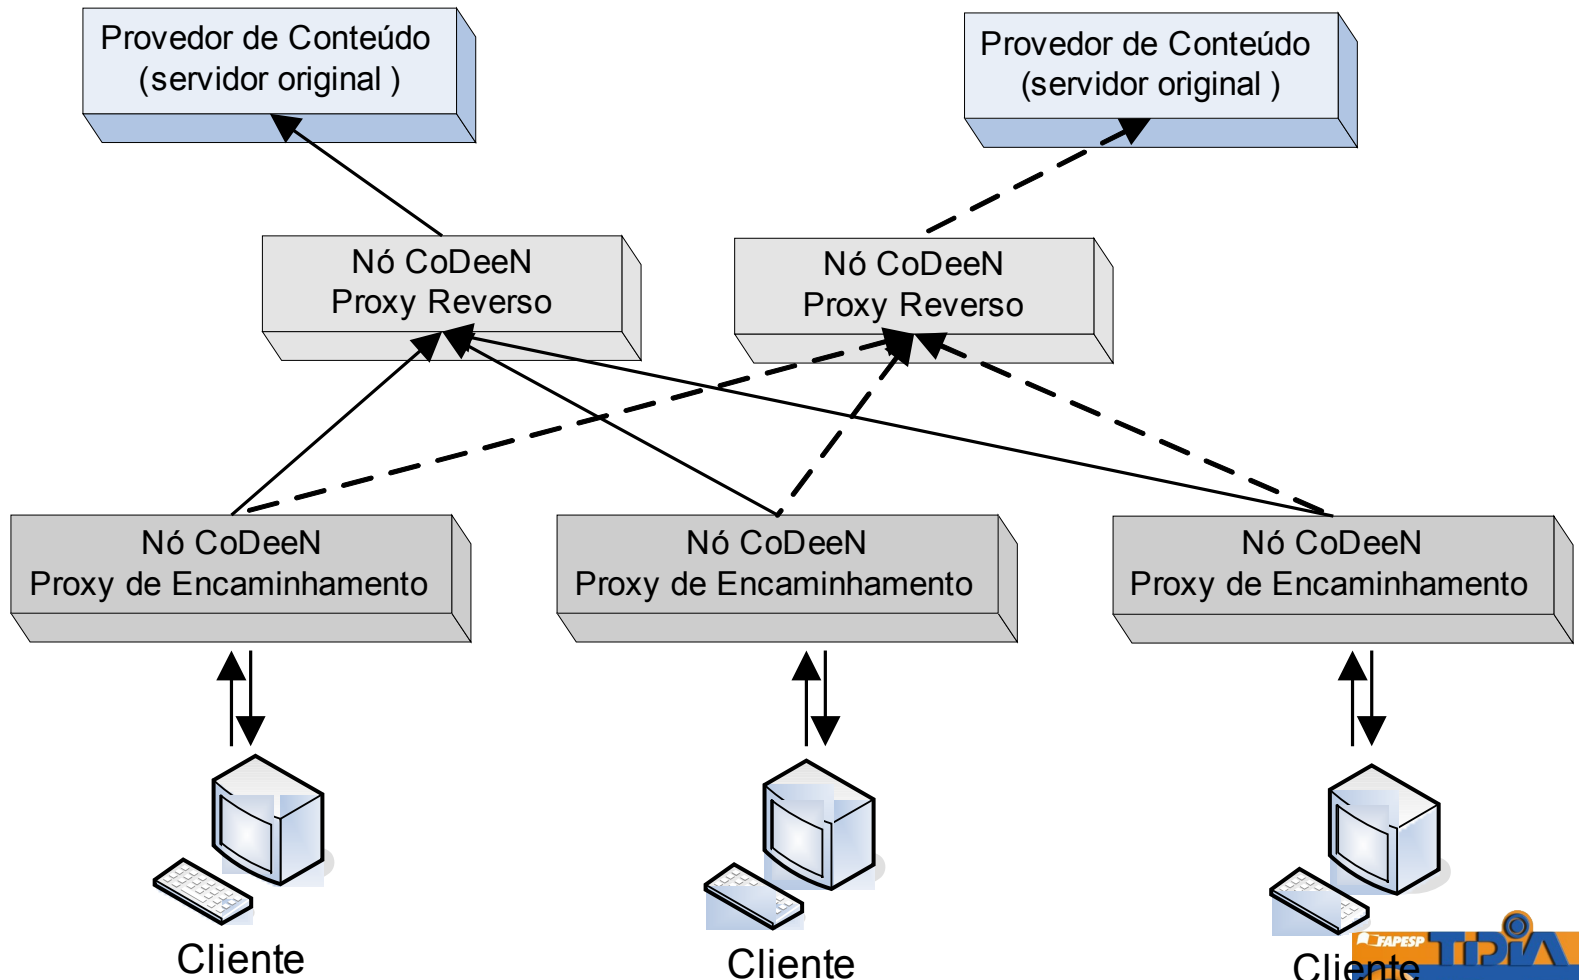 Provedor de Conteúdo
(servidor original )
Provedor de Conteúdo
(servidor original )
Nó CoDeeN
Proxy Reverso
Nó CoDeeN
Proxy Reverso
Nó CoDeeN
Proxy de Encaminhamento
Nó CoDeeN
Proxy de Encaminhamento
Nó CoDeeN
Proxy de Encaminhamento
Cliente
Cliente
Cliente
FAPESP
TIDIA